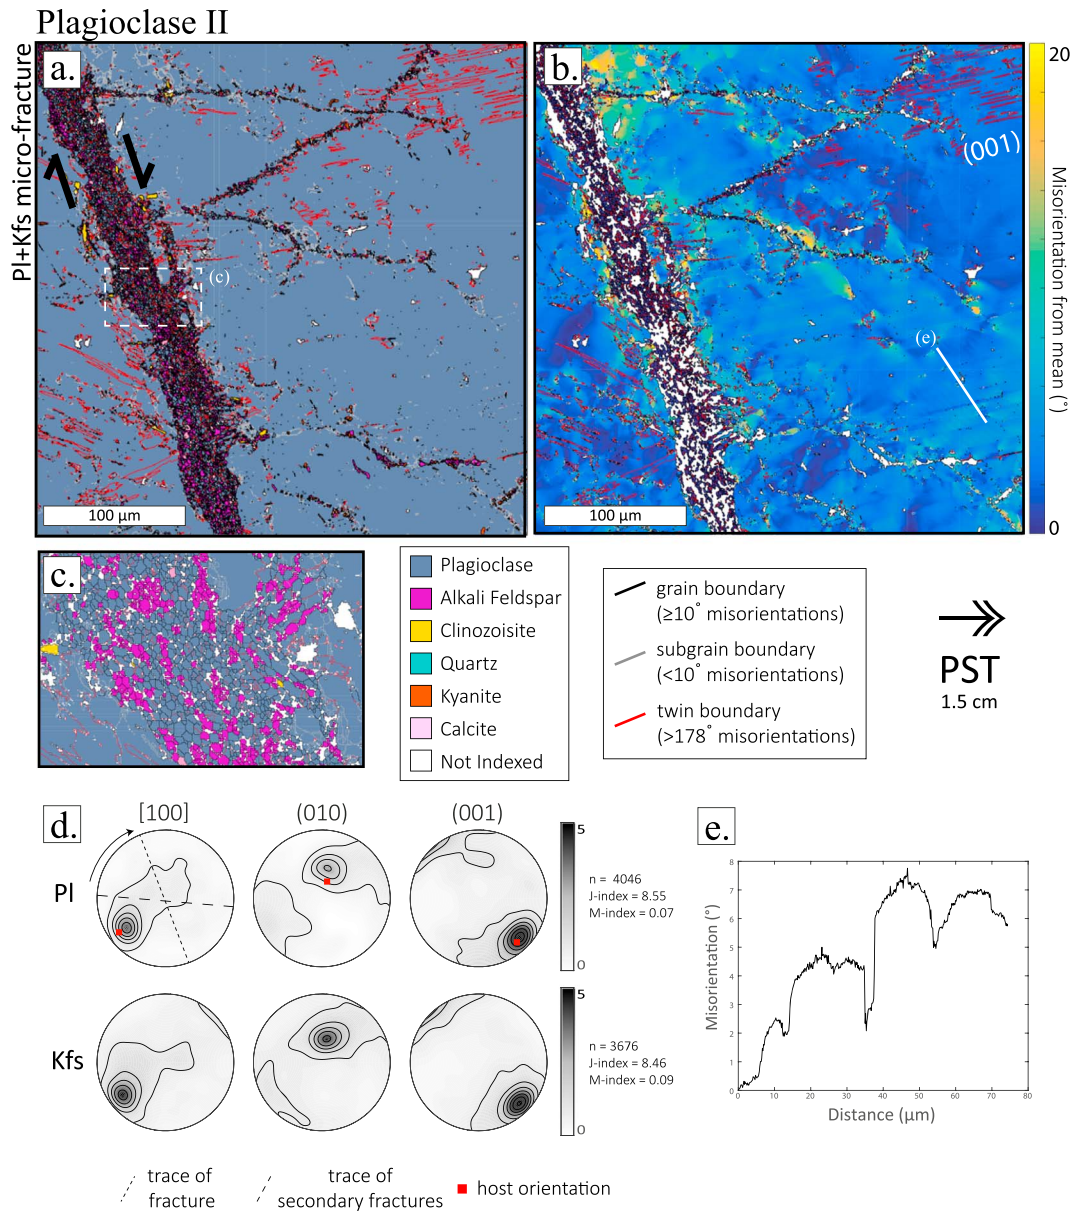 Plagioclase II
Pl+Kfs micro-fracture
a.
(c)
100 µm
b.
(001)
(e)
100 µm
20
Misorientation from mean (°)
0
c.
Plagioclase
Alkali Feldspar
Clinozoisite
Quartz
Kyanite
Calcite
Not Indexed
grain boundary
(≥10° misorientations)
subgrain boundary
(<10° misorientations)
twin boundary
(>178° misorientations)
PST
1.5 cm
d.
[100]
(010)
(001)
Pl
5
0
n = 4046
J-index = 8.55
M-index = 0.07
Kfs
5
0
n = 3676
J-index = 8.46
M-index = 0.09
trace of
fracture
trace of
secondary fractures
host orientation
e.
Misorientation (°)
8
7
6
5
4
3
2
1
0
0 10 20 30 40 50 60 70 80
Distance (µm)